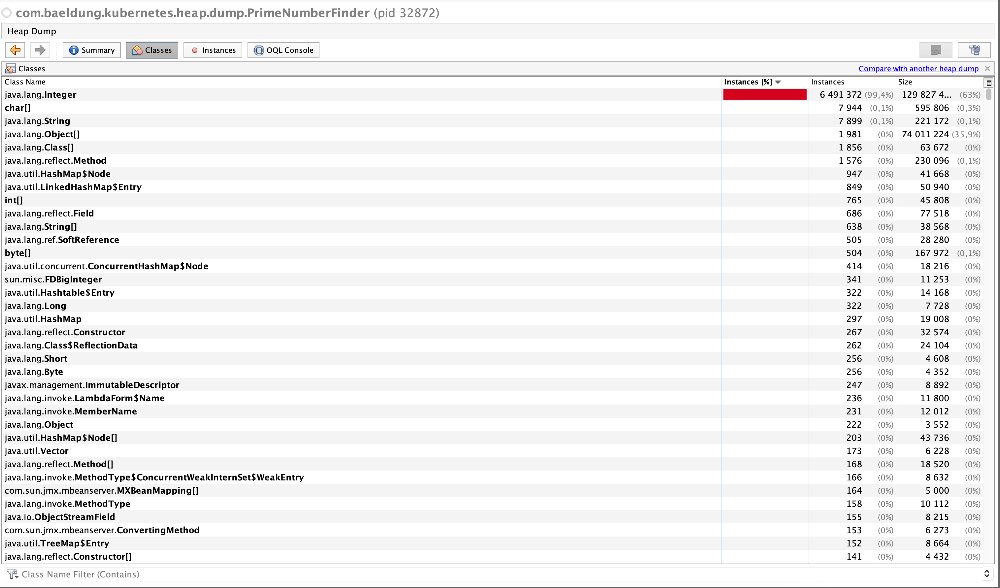 com.baeldung.kubernetes.heap.dump.PrimeNumberFinder (pid 32872)
Heap Dump
Summary Classes Instances OQL Console
Classes Compare with another heap dump
Class Name Instances [%] Instances Size
java.lang.Integer 6 491 372 (99,4%) 129 827 4... (63%)
char[] 7 944 (0,1%) 595 806 (0,3%)
java.lang.String 7 899 (0,1%) 221 172 (0,1%)
java.lang.Object[] 1 981 (0%) 74 011 224 (35,9%)
java.lang.Class[] 1 856 (0%) 63 672 (0%)
java.lang.reflect.Method 1 576 (0%) 230 096 (0,1%)
java.util.HashMap$Node 947 (0%) 41 668 (0%)
java.util.LinkedHashMap$Entry 849 (0%) 50 940 (0%)
int[] 765 (0%) 45 808 (0%)
java.lang.reflect.Field 686 (0%) 77 518 (0%)
java.lang.String[] 638 (0%) 38 568 (0%)
java.lang.ref.SoftReference 505 (0%) 28 280 (0%)
byte[] 504 (0%) 167 972 (0,1%)
java.util.concurrent.ConcurrentHashMap$Node 414 (0%) 18 216 (0%)
sun.misc.FDBigInteger 341 (0%) 11 253 (0%)
java.util.Hashtable$Entry 322 (0%) 14 168 (0%)
java.lang.Long 322 (0%) 7 728 (0%)
java.util.HashMap 297 (0%) 19 008 (0%)
java.lang.reflect.Constructor 267 (0%) 32 574 (0%)
java.lang.Class$ReflectionData 262 (0%) 24 104 (0%)
java.lang.Short 256 (0%) 4 608 (0%)
java.lang.Byte 256 (0%) 4 352 (0%)
javax.management.ImmutableDescriptor 247 (0%) 8 892 (0%)
java.lang.invoke.LambdaForm$Name 236 (0%) 11 800 (0%)
java.lang.invoke.MemberName 231 (0%) 12 012 (0%)
java.lang.Object 222 (0%) 3 552 (0%)
java.util.HashMap$Node[] 203 (0%) 43 736 (0%)
java.util.Vector 173 (0%) 6 228 (0%)
java.lang.reflect.Method[] 168 (0%) 18 520 (0%)
java.lang.invoke.MethodType$ConcurrentWeakInternSet$WeakEntry 166 (0%) 8 632 (0%)
com.sun.jmx.mbeanserver.MXBeanMapping[] 164 (0%) 5 000 (0%)
java.lang.invoke.MethodType 158 (0%) 10 112 (0%)
java.io.ObjectStreamField 155 (0%) 8 215 (0%)
com.sun.jmx.mbeanserver.ConvertingMethod 153 (0%) 6 273 (0%)
java.util.TreeMap$Entry 152 (0%) 8 664 (0%)
java.lang.reflect.Constructor[] 141 (0%) 4 432 (0%)
Class Name Filter (Contains)